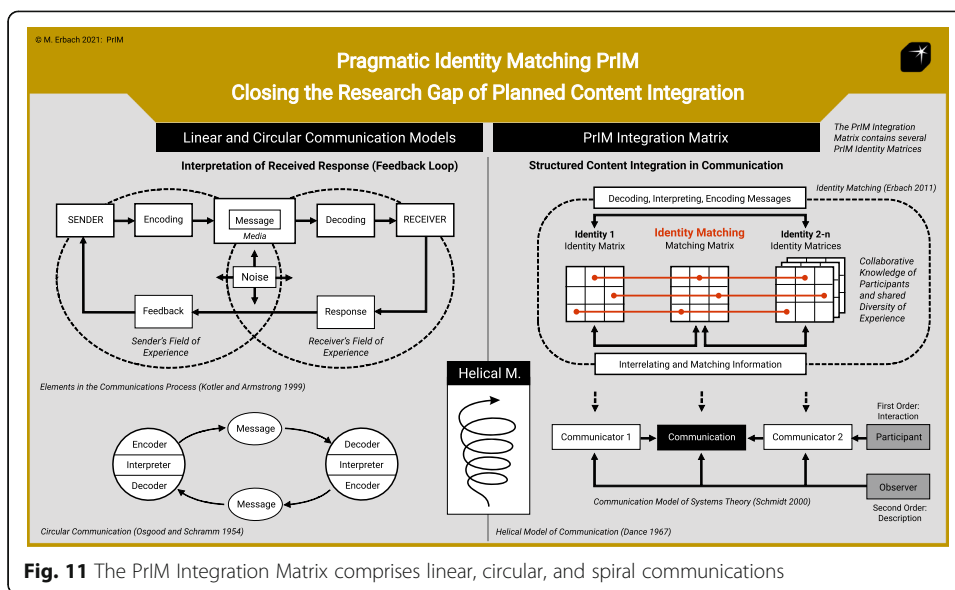 © M. Erbach 2021: PrIM
Pragmatic Identity Matching PrIM
Closing the Research Gap of Planned Content Integration
Linear and Circular Communication Models
Interpretation of Received Response (Feedback Loop)
SENDER
Encoding
Message
Media
Decoding
RECEIVER
Noise
Feedback
Response
Sender's Field of
Experience
Receiver's Field of
Experience
Elements in the Communications Process (Kotler and Armstrong 1999)
Message
Encoder
Interpreter
Decoder
Decoder
Interpreter
Encoder
Message
Circular Communication (Osgood and Schramm 1954)
Helical M.
PrIM Integration Matrix
The PrIM Integration
Matrix contains several
PrIM Identity Matrices
Structured Content Integration in Communication
Identity Matching (Erbach 2011)
Decoding, Interpreting, Encoding Messages
Identity 1
Identity Matrix
Identity Matching
Matching Matrix
Identity 2-n
Identity Matrices
Collaborative
Knowledge of
Participants
and shared
Diversity of
Experience
Interrelating and Matching Information
First Order:
Interaction
Communicator 1
Communication
Communicator 2
Participant
Observer
Second Order:
Description
Communication Model of Systems Theory (Schmidt 2000)
Helical Model of Communication (Dance 1967)
Fig. 11 The PrIM Integration Matrix comprises linear, circular, and spiral communications